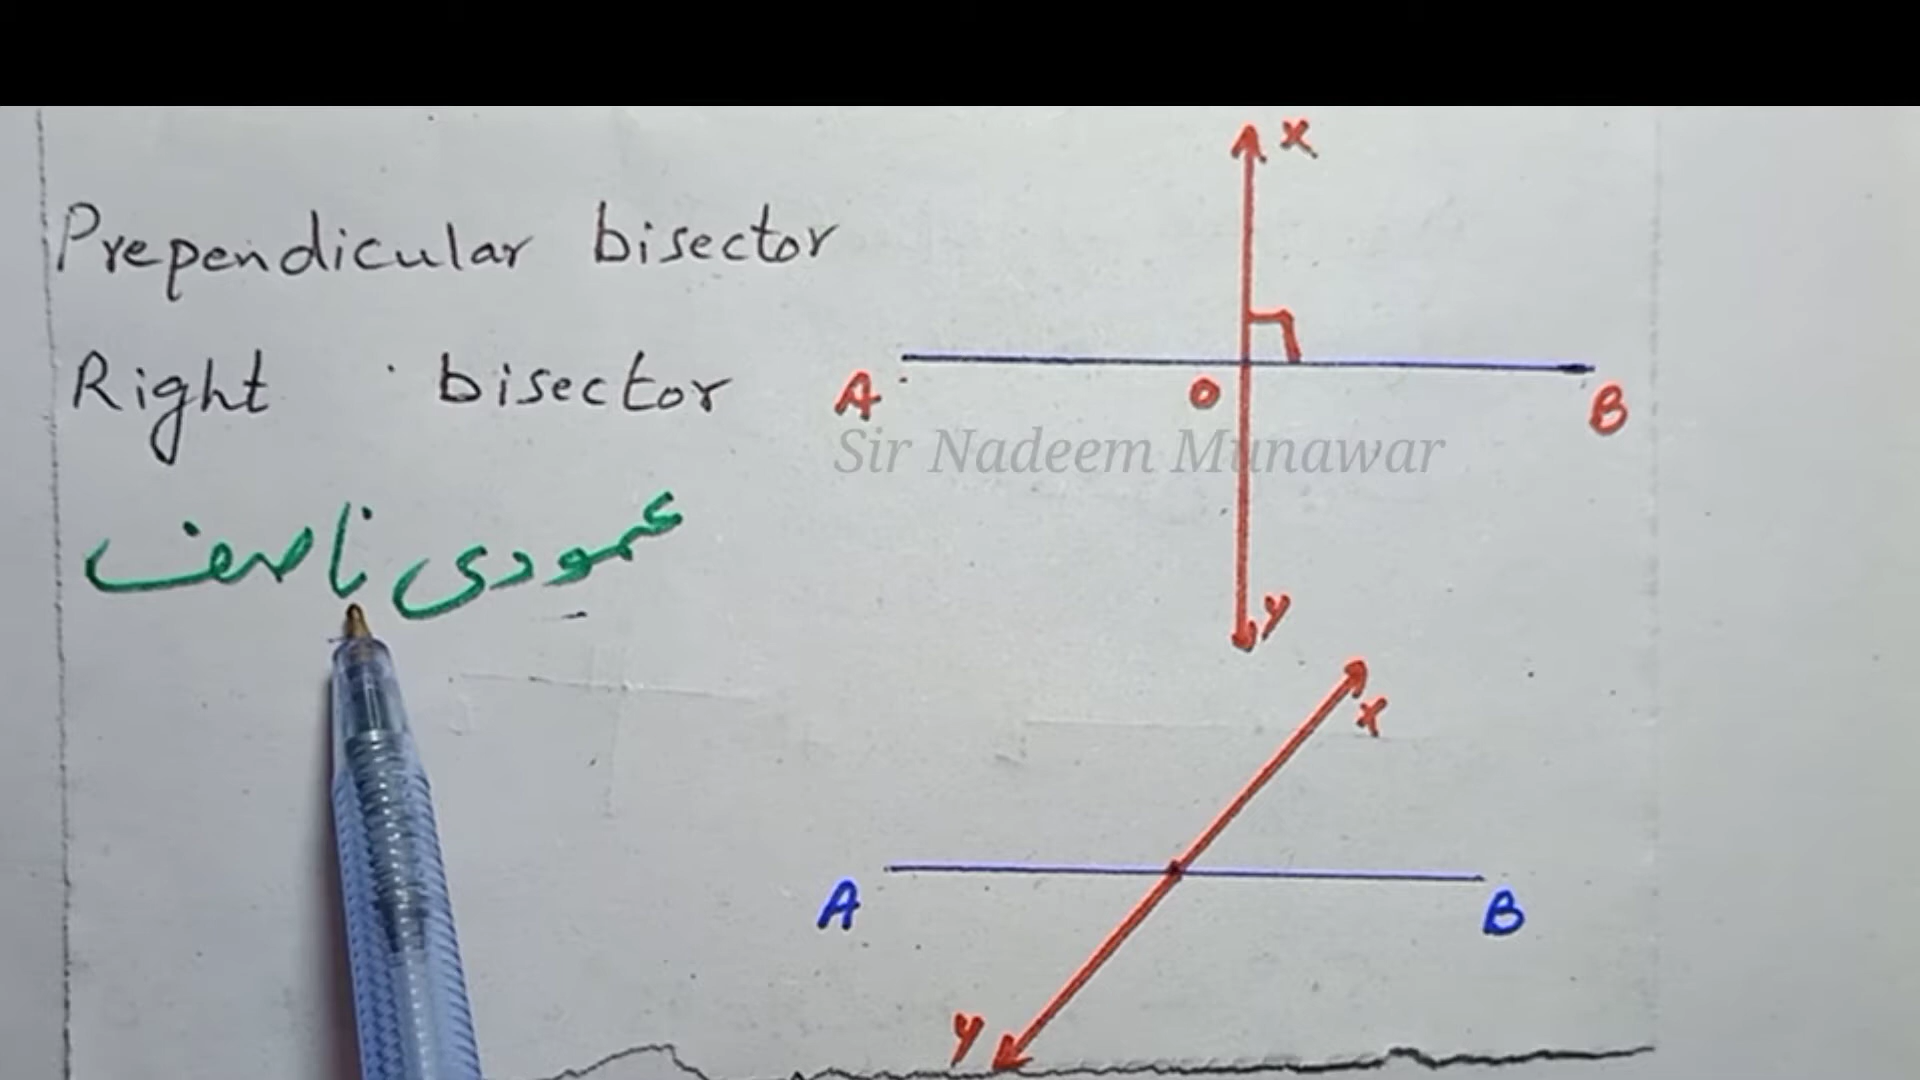 Prependicular bisector
Right bisector
عمودی ناصف
X
A
O
B
Sir Nadeem Munawar
Y
X
A
B
Y